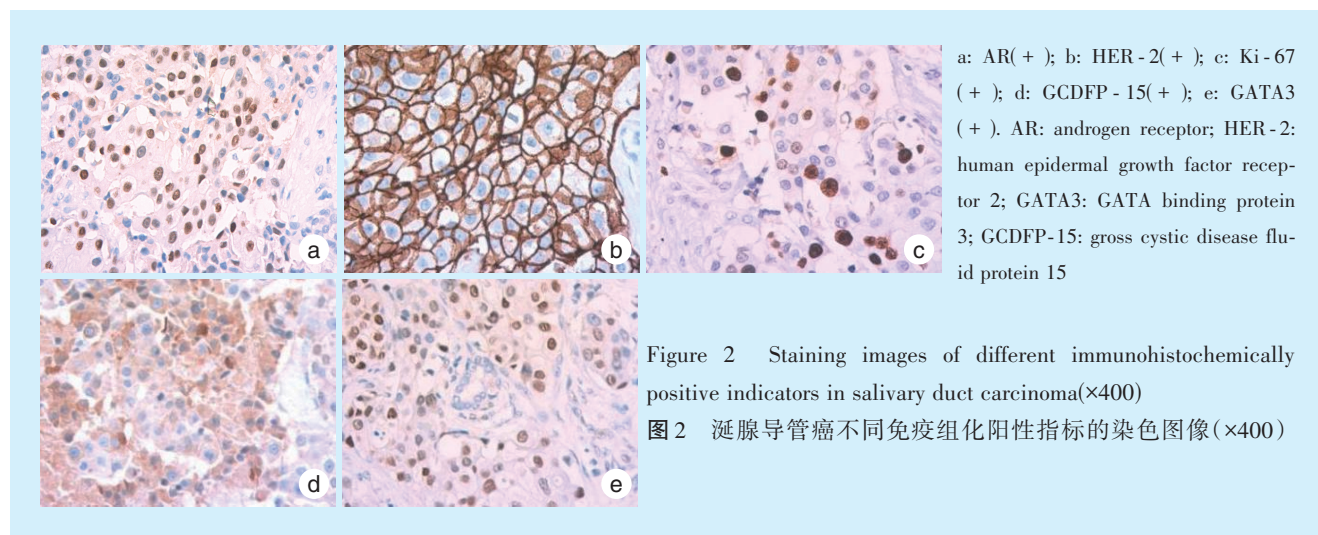 a
b
c
d
e
a: AR( + ); b: HER - 2( + ); c: Ki - 67
( + ); d: GCDFP - 15( + ); e: GATA3
( + ). AR: androgen receptor; HER - 2:
human epidermal growth factor recep-
tor 2; GATA3: GATA binding protein
3; GCDFP-15: gross cystic disease flu-
id protein 15
Figure 2 Staining images of different immunohistochemically
positive indicators in salivary duct carcinoma(×400)
图2 涎腺导管癌不同免疫组化阳性指标的染色图像(×400)